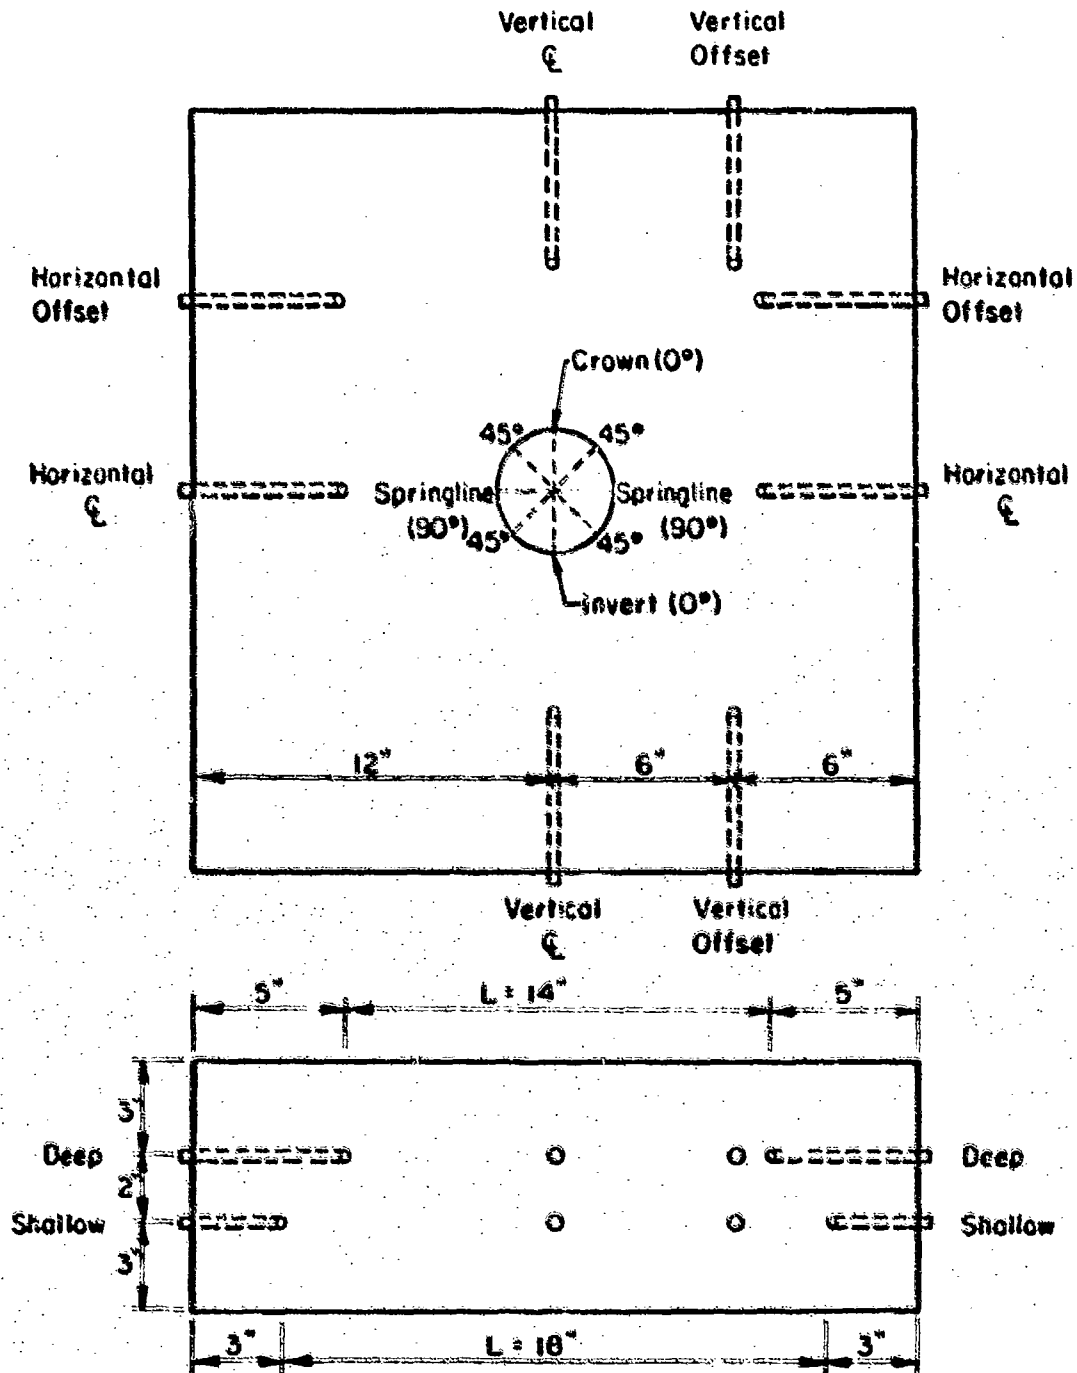 Vertical
℄
Vertical
Offset
Horizontal
Offset
Horizontal
Offset
Crown (0°)
45°
45°
Horizontal
℄
Springline
(90°)
Springline
(90°)
Horizontal
℄
45°
45°
Invert (0°)
12"
6"
6"
Vertical
℄
Vertical
Offset
5"
L = 14"
5"
3"
Deep
Deep
2"
Shallow
Shallow
3"
3"
L = 18"
3"